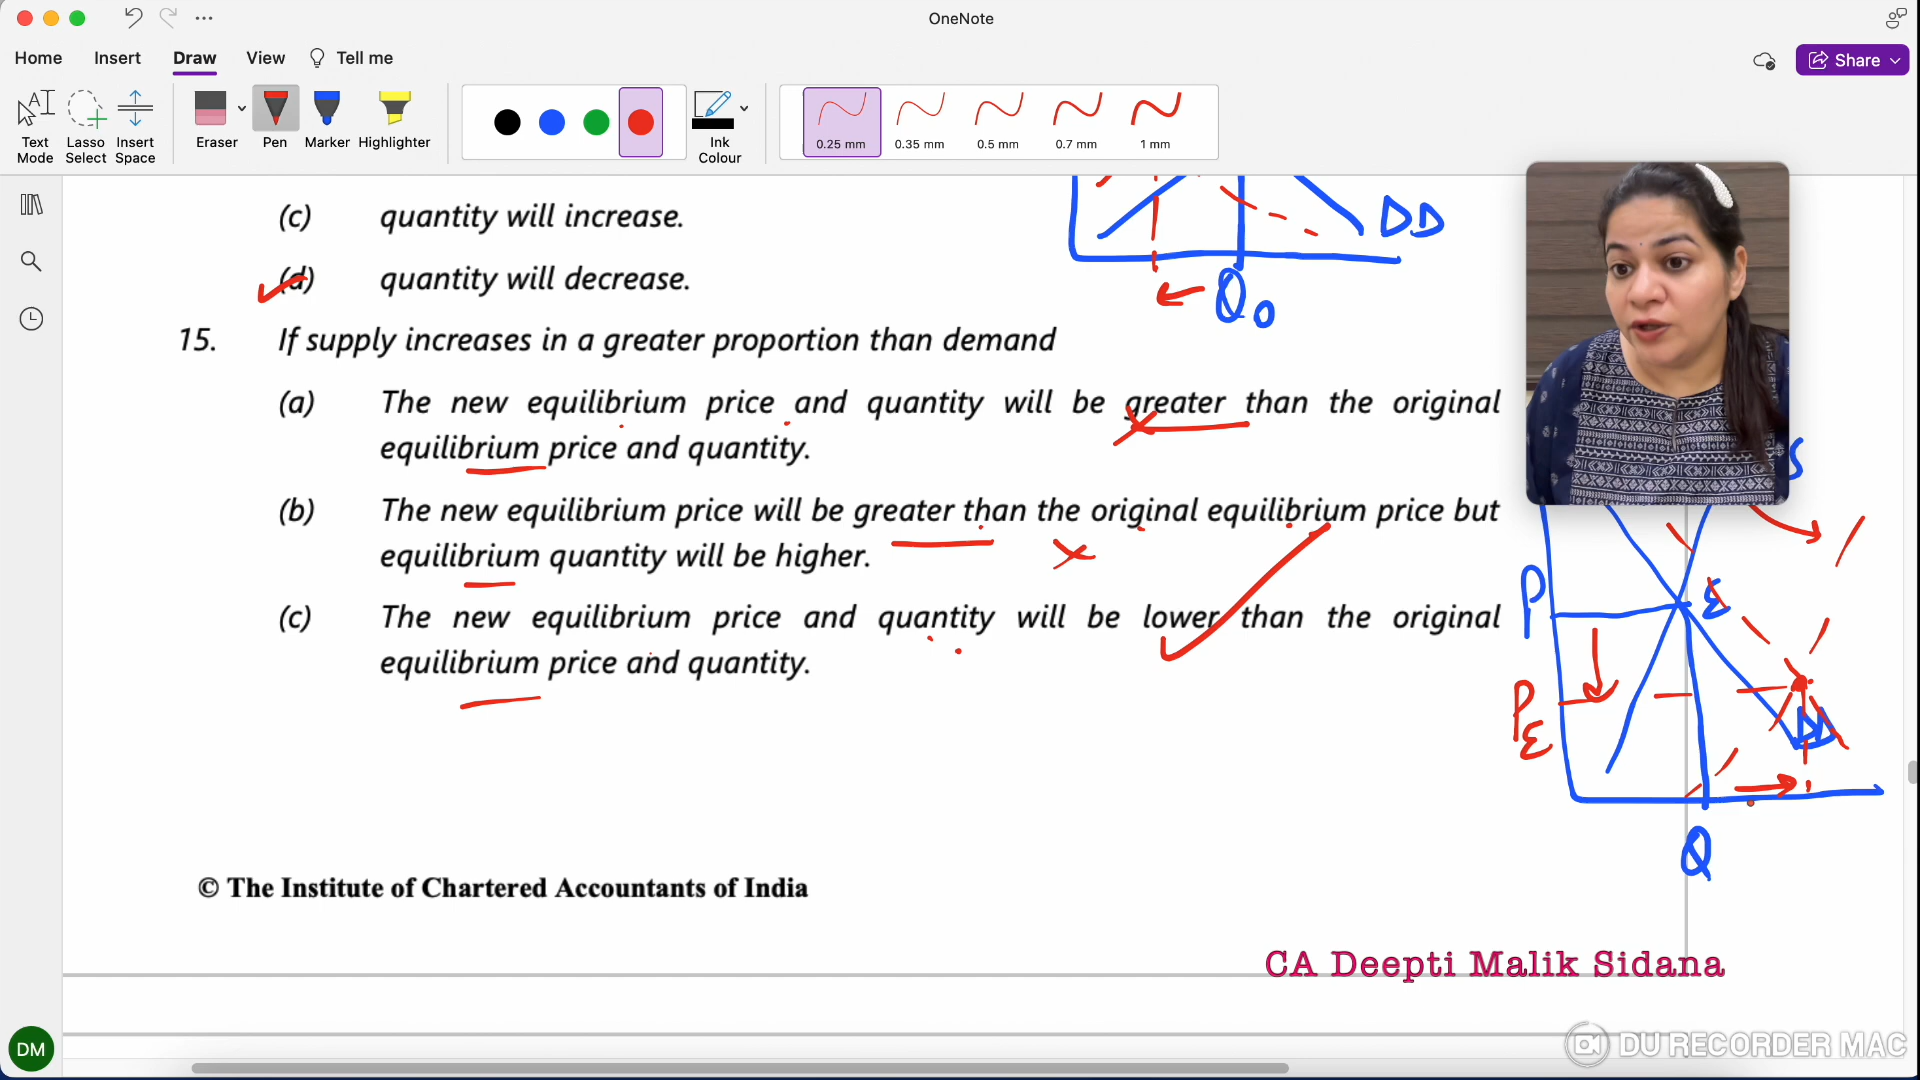 OneNote
Home Insert Draw View Tell me
Share
Text Mode
Lasso Select
Insert Space
Eraser
Pen
Marker
Highlighter
Ink Colour
0.25 mm
0.35 mm
0.5 mm
0.7 mm
1 mm
(c) quantity will increase.
(d) quantity will decrease.
DD
Q0
15. If supply increases in a greater proportion than demand
(a) The new equilibrium price and quantity will be greater than the original
equilibrium price and quantity.
(b) The new equilibrium price will be greater than the original equilibrium price but
equilibrium quantity will be higher.
(c) The new equilibrium price and quantity will be lower than the original
equilibrium price and quantity.
S
P
E
PE
DD
Q
© The Institute of Chartered Accountants of India
CA Deepti Malik Sidana
DM
DU RECORDER MAC